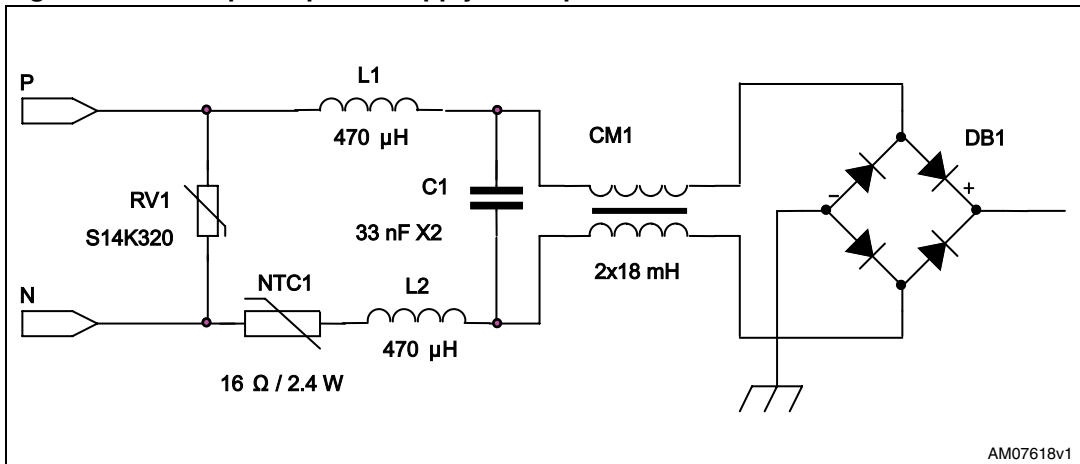 P
L1
470 µH
CM1
DB1
RV1
S14K320
C1
33 nF X2
–
+
2x18 mH
N
NTC1
L2
470 µH
16 Ω / 2.4 W
AM07618v1